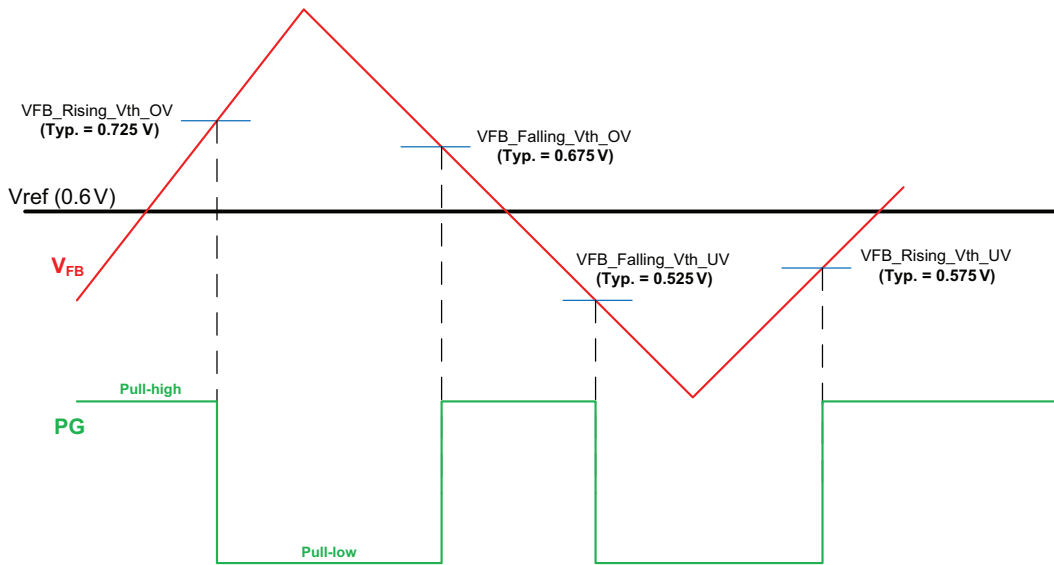 VFB_Rising_Vth_OV
(Typ. = 0.725 V)
VFB_Falling_Vth_OV
(Typ. = 0.675 V)
Vref (0.6 V)
VFB
VFB_Falling_Vth_UV
(Typ. = 0.525 V)
VFB_Rising_Vth_UV
(Typ. = 0.575 V)
Pull-high
PG
Pull-low